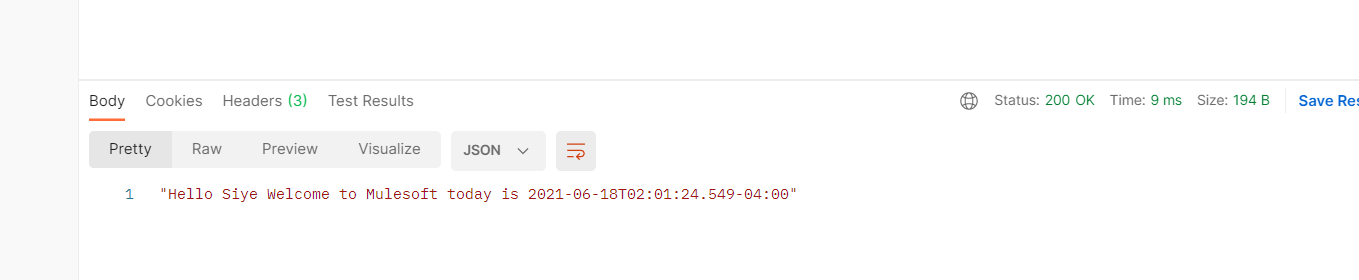 Body Cookies Headers (3) Test Results Status: 200 OK Time: 9 ms Size: 194 B Save Res
Pretty Raw Preview Visualize JSON
1 "Hello Siye Welcome to Mulesoft today is 2021-06-18T02:01:24.549-04:00"